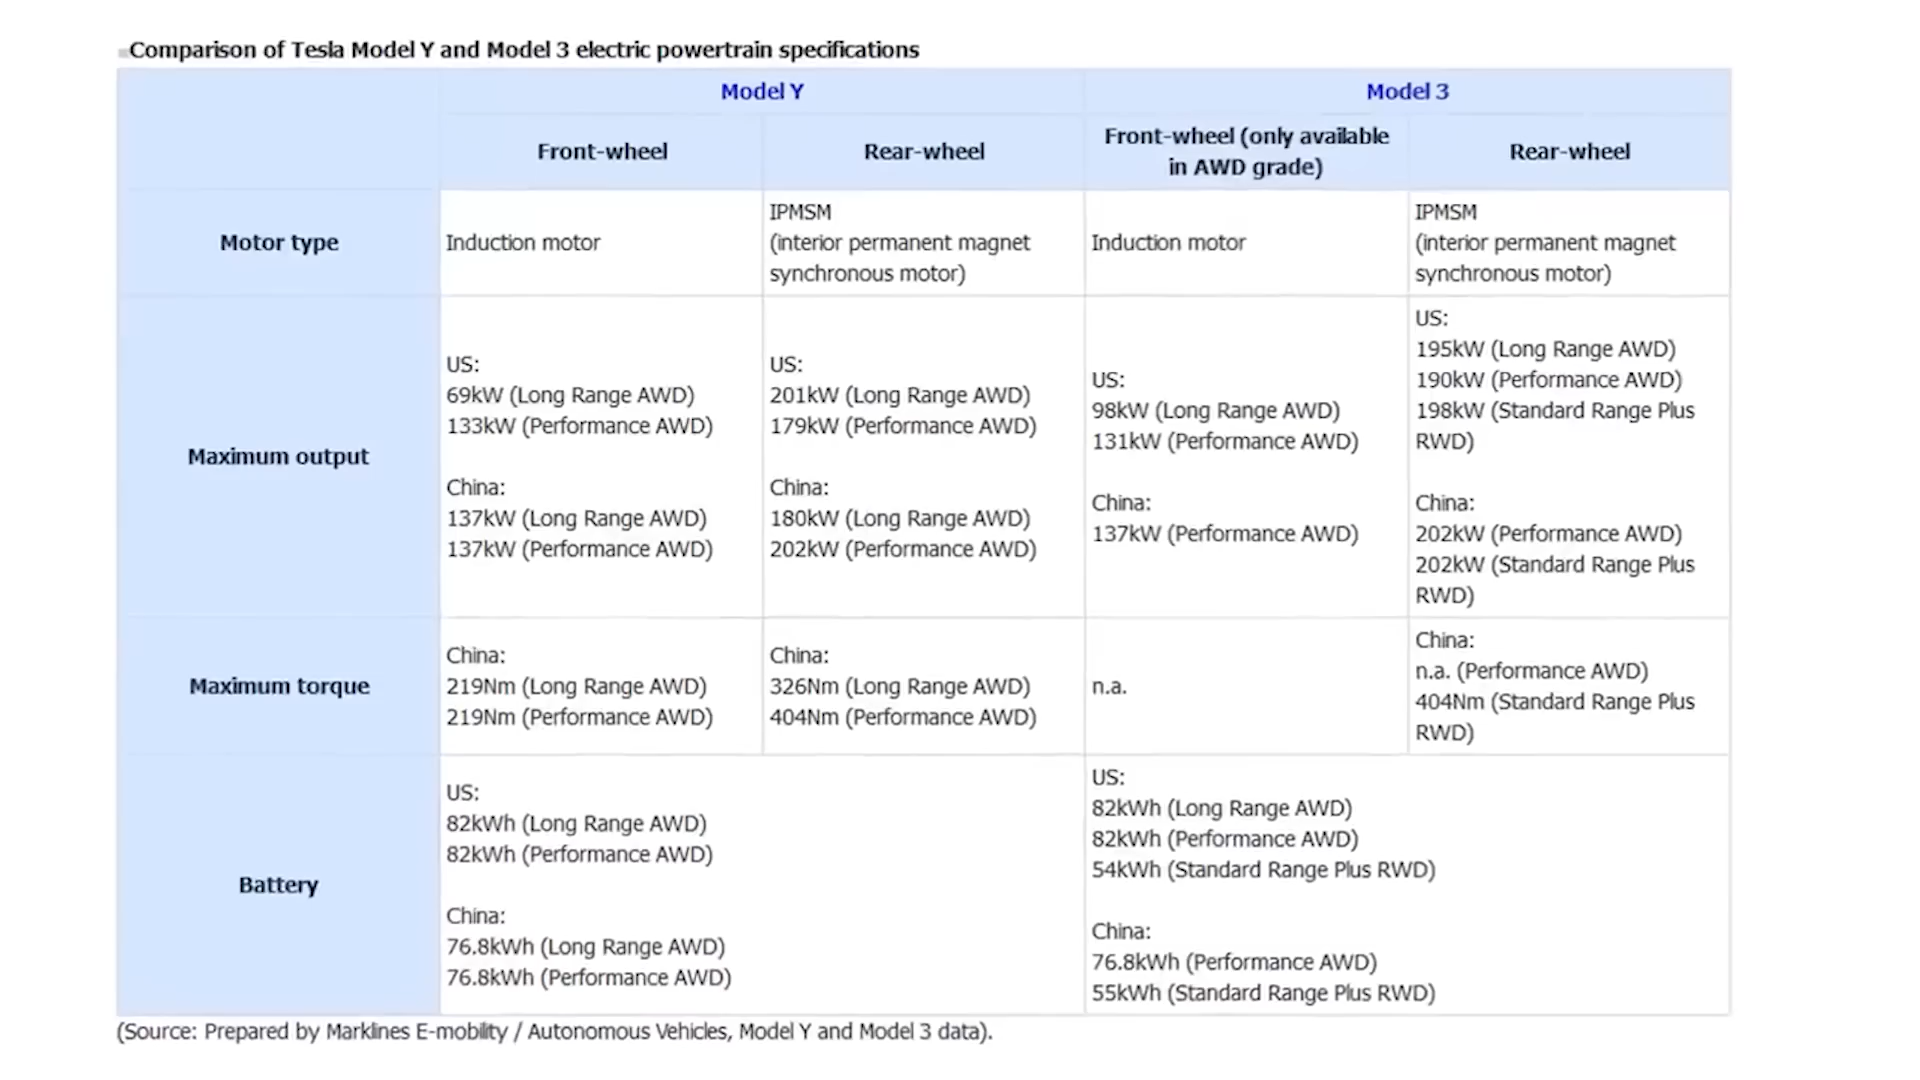 Comparison of Tesla Model Y and Model 3 electric powertrain specifications
Model Y
Model 3
Front-wheel
Rear-wheel
Front-wheel (only available
in AWD grade)
Rear-wheel
Motor type
Induction motor
IPMSM
(interior permanent magnet
synchronous motor)
Induction motor
IPMSM
(interior permanent magnet
synchronous motor)
Maximum output
US:
69kW (Long Range AWD)
133kW (Performance AWD)
China:
137kW (Long Range AWD)
137kW (Performance AWD)
US:
201kW (Long Range AWD)
179kW (Performance AWD)
China:
180kW (Long Range AWD)
202kW (Performance AWD)
US:
98kW (Long Range AWD)
131kW (Performance AWD)
China:
137kW (Performance AWD)
US:
195kW (Long Range AWD)
190kW (Performance AWD)
198kW (Standard Range Plus
RWD)
China:
202kW (Performance AWD)
202kW (Standard Range Plus
RWD)
Maximum torque
China:
219Nm (Long Range AWD)
219Nm (Performance AWD)
China:
326Nm (Long Range AWD)
404Nm (Performance AWD)
n.a.
China:
n.a. (Performance AWD)
404Nm (Standard Range Plus
RWD)
Battery
US:
82kWh (Long Range AWD)
82kWh (Performance AWD)
China:
76.8kWh (Long Range AWD)
76.8kWh (Performance AWD)
US:
82kWh (Long Range AWD)
82kWh (Performance AWD)
54kWh (Standard Range Plus RWD)
China:
76.8kWh (Performance AWD)
55kWh (Standard Range Plus RWD)
(Source: Prepared by Marklines E-mobility / Autonomous Vehicles, Model Y and Model 3 data).